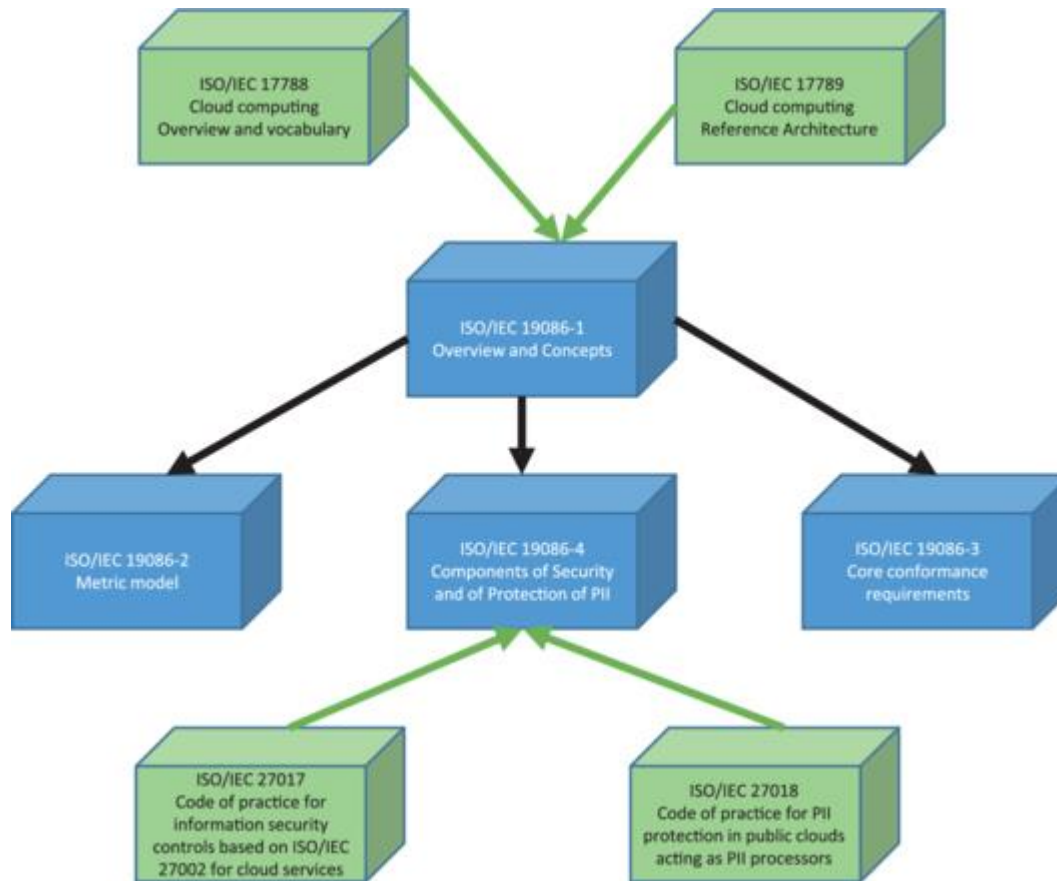 ISO/IEC 17788
Cloud computing
Overview and vocabulary
ISO/IEC 17789
Cloud computing
Reference Architecture
ISO/IEC 19086-1
Overview and Concepts
ISO/IEC 19086-2
Metric model
ISO/IEC 19086-4
Components of Security
and of Protection of PII
ISO/IEC 19086-3
Core conformance
requirements
ISO/IEC 27017
Code of practice for
information security
controls based on ISO/IEC
27002 for cloud services
ISO/IEC 27018
Code of practice for PII
protection in public clouds
acting as PII processors